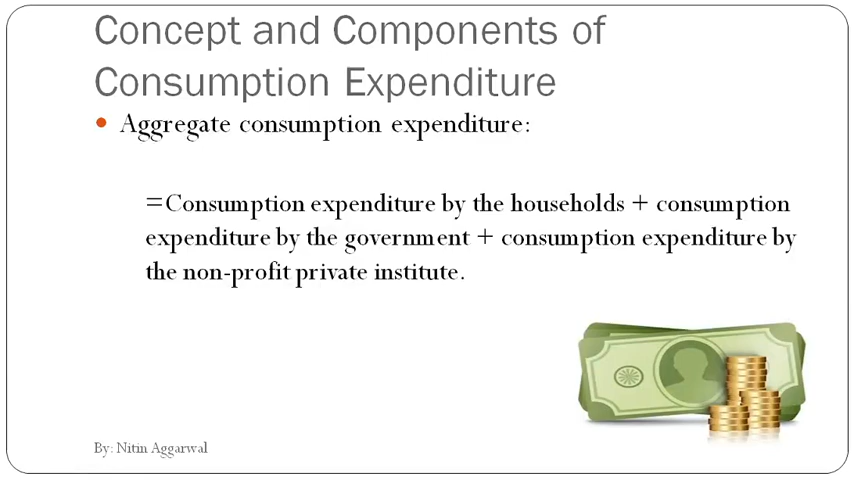 Concept and Components of
Consumption Expenditure
• Aggregate consumption expenditure:
=Consumption expenditure by the households + consumption
expenditure by the government + consumption expenditure by
the non-profit private institute.
By: Nitin Aggarwal